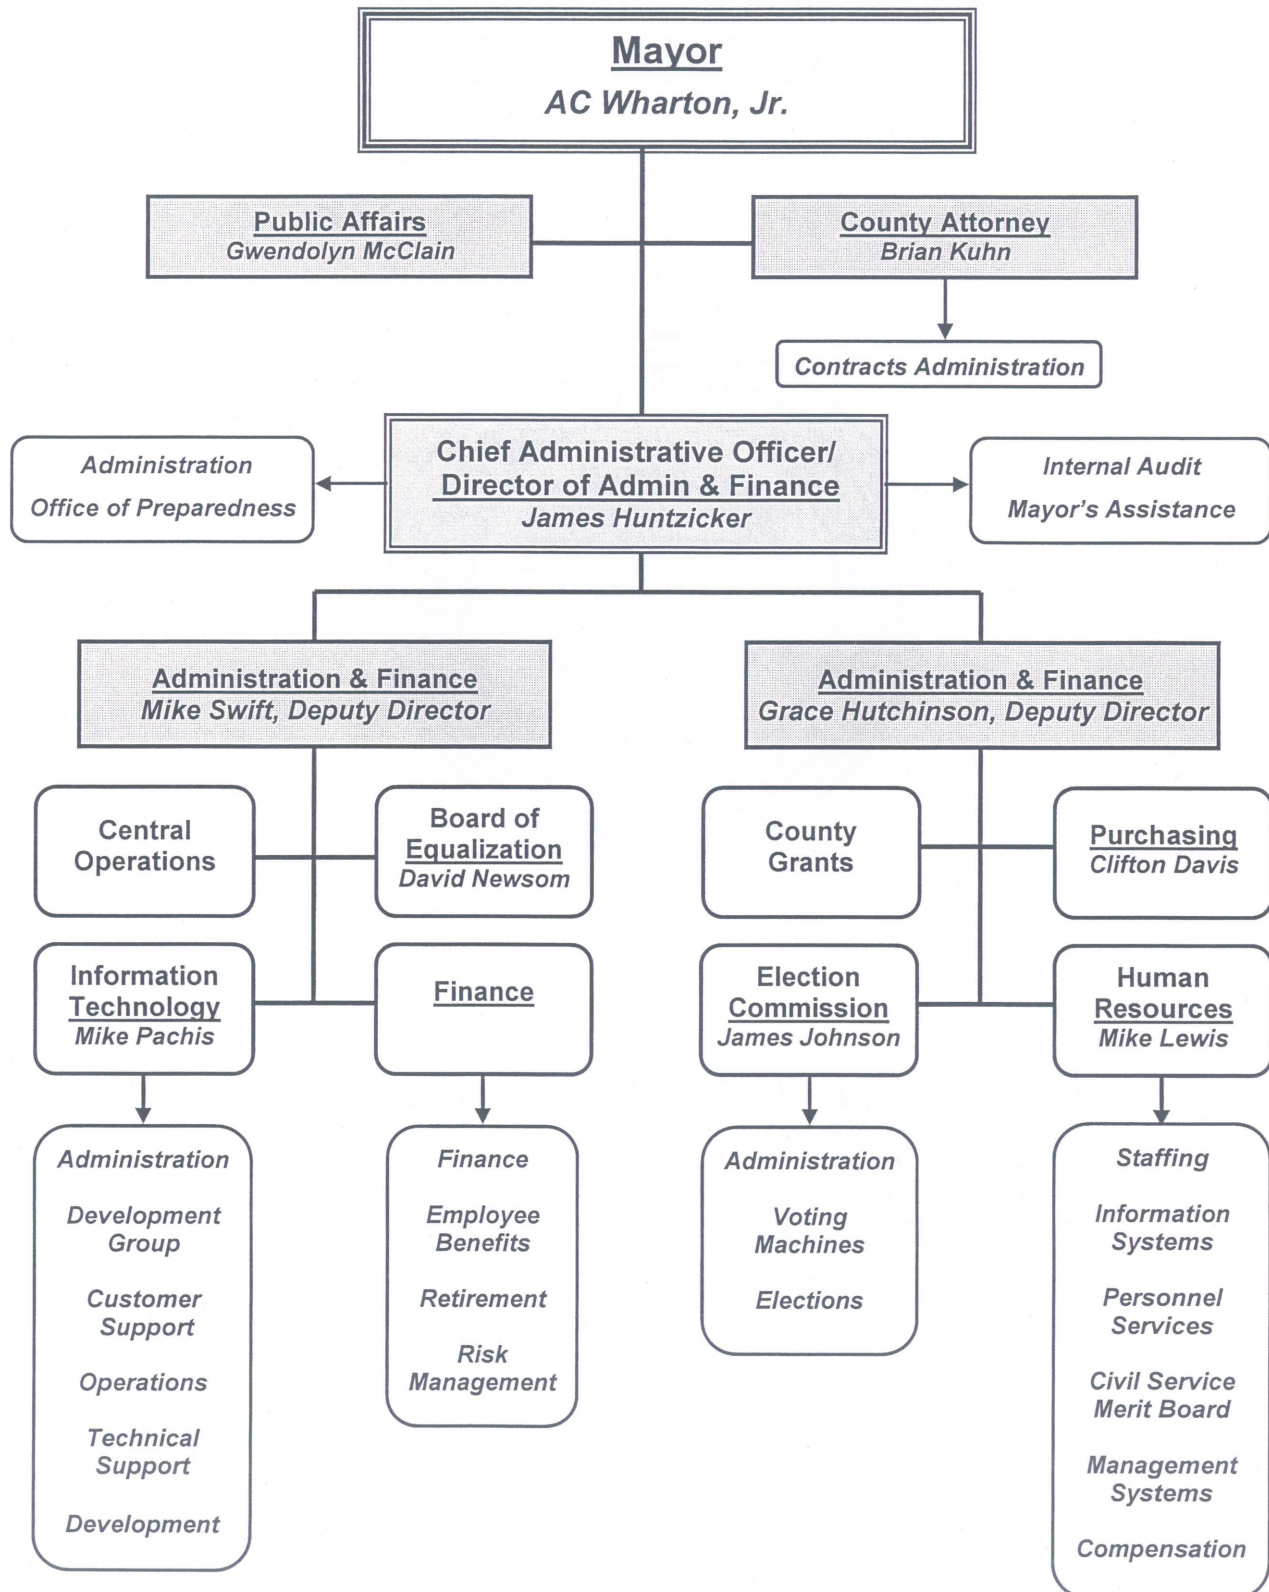 Mayor
AC Wharton, Jr.
Public Affairs
Gwendolyn McClain
County Attorney
Brian Kuhn
Contracts Administration
Administration
Office of Preparedness
Chief Administrative Officer/
Director of Admin & Finance
James Huntzicker
Internal Audit
Mayor's Assistance
Administration & Finance
Mike Swift, Deputy Director
Administration & Finance
Grace Hutchinson, Deputy Director
Central
Operations
Board of
Equalization
David Newsom
County
Grants
Purchasing
Clifton Davis
Information
Technology
Mike Pachis
Finance
Election
Commission
James Johnson
Human
Resources
Mike Lewis
Administration
Development
Group
Customer
Support
Operations
Technical
Support
Development
Finance
Employee
Benefits
Retirement
Risk
Management
Administration
Voting
Machines
Elections
Staffing
Information
Systems
Personnel
Services
Civil Service
Merit Board
Management
Systems
Compensation